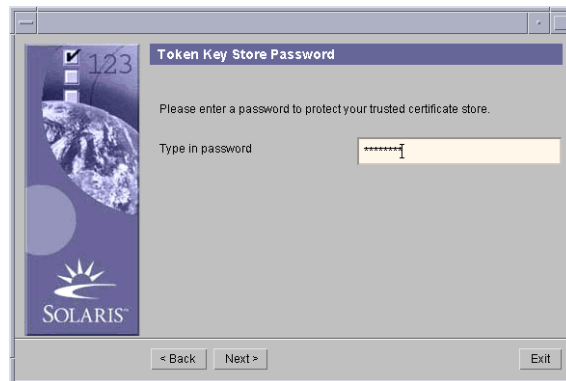 123
Token Key Store Password
Please enter a password to protect your trusted certificate store.
Type in password
********
SOLARIS™
< Back
Next >
Exit